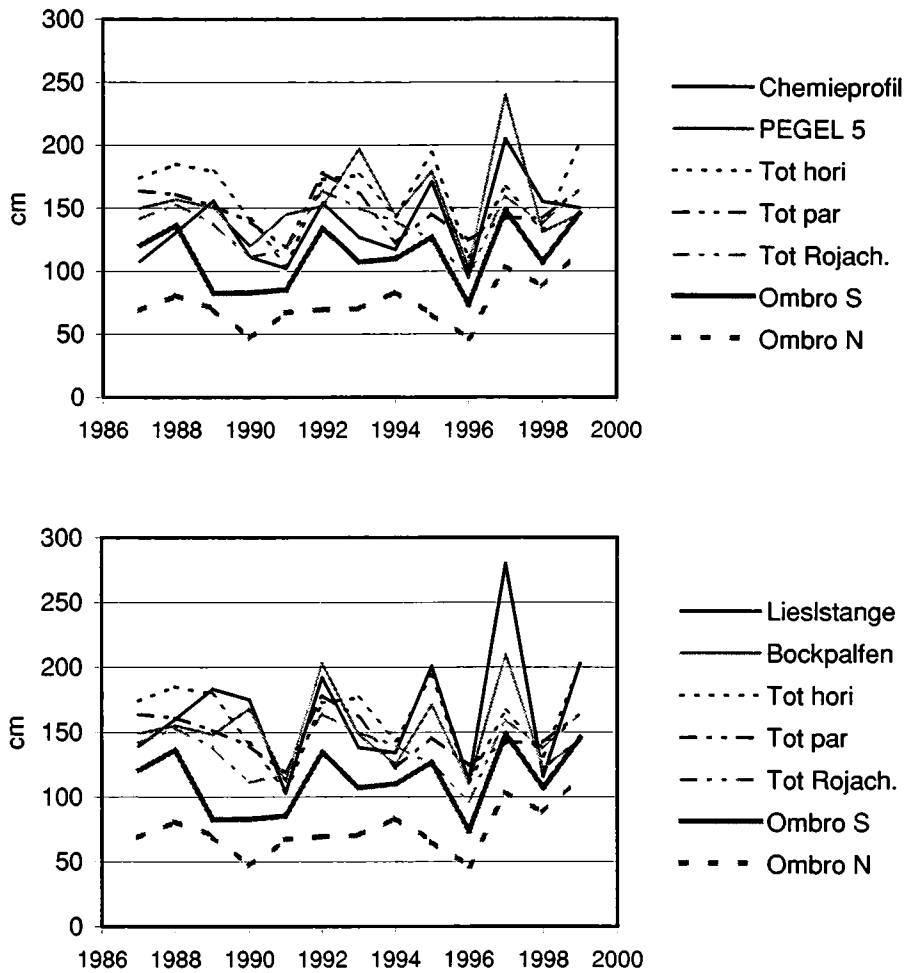 300
250
200
150
100
50
0
cm
1986 1988 1990 1992 1994 1996 1998 2000
Chemieprofil
PEGEL 5
Tot hori
Tot par
Tot Rojach.
Ombro S
Ombro N
300
250
200
150
100
50
0
cm
1986 1988 1990 1992 1994 1996 1998 2000
Lieslstange
Bockpalfen
Tot hori
Tot par
Tot Rojach.
Ombro S
Ombro N